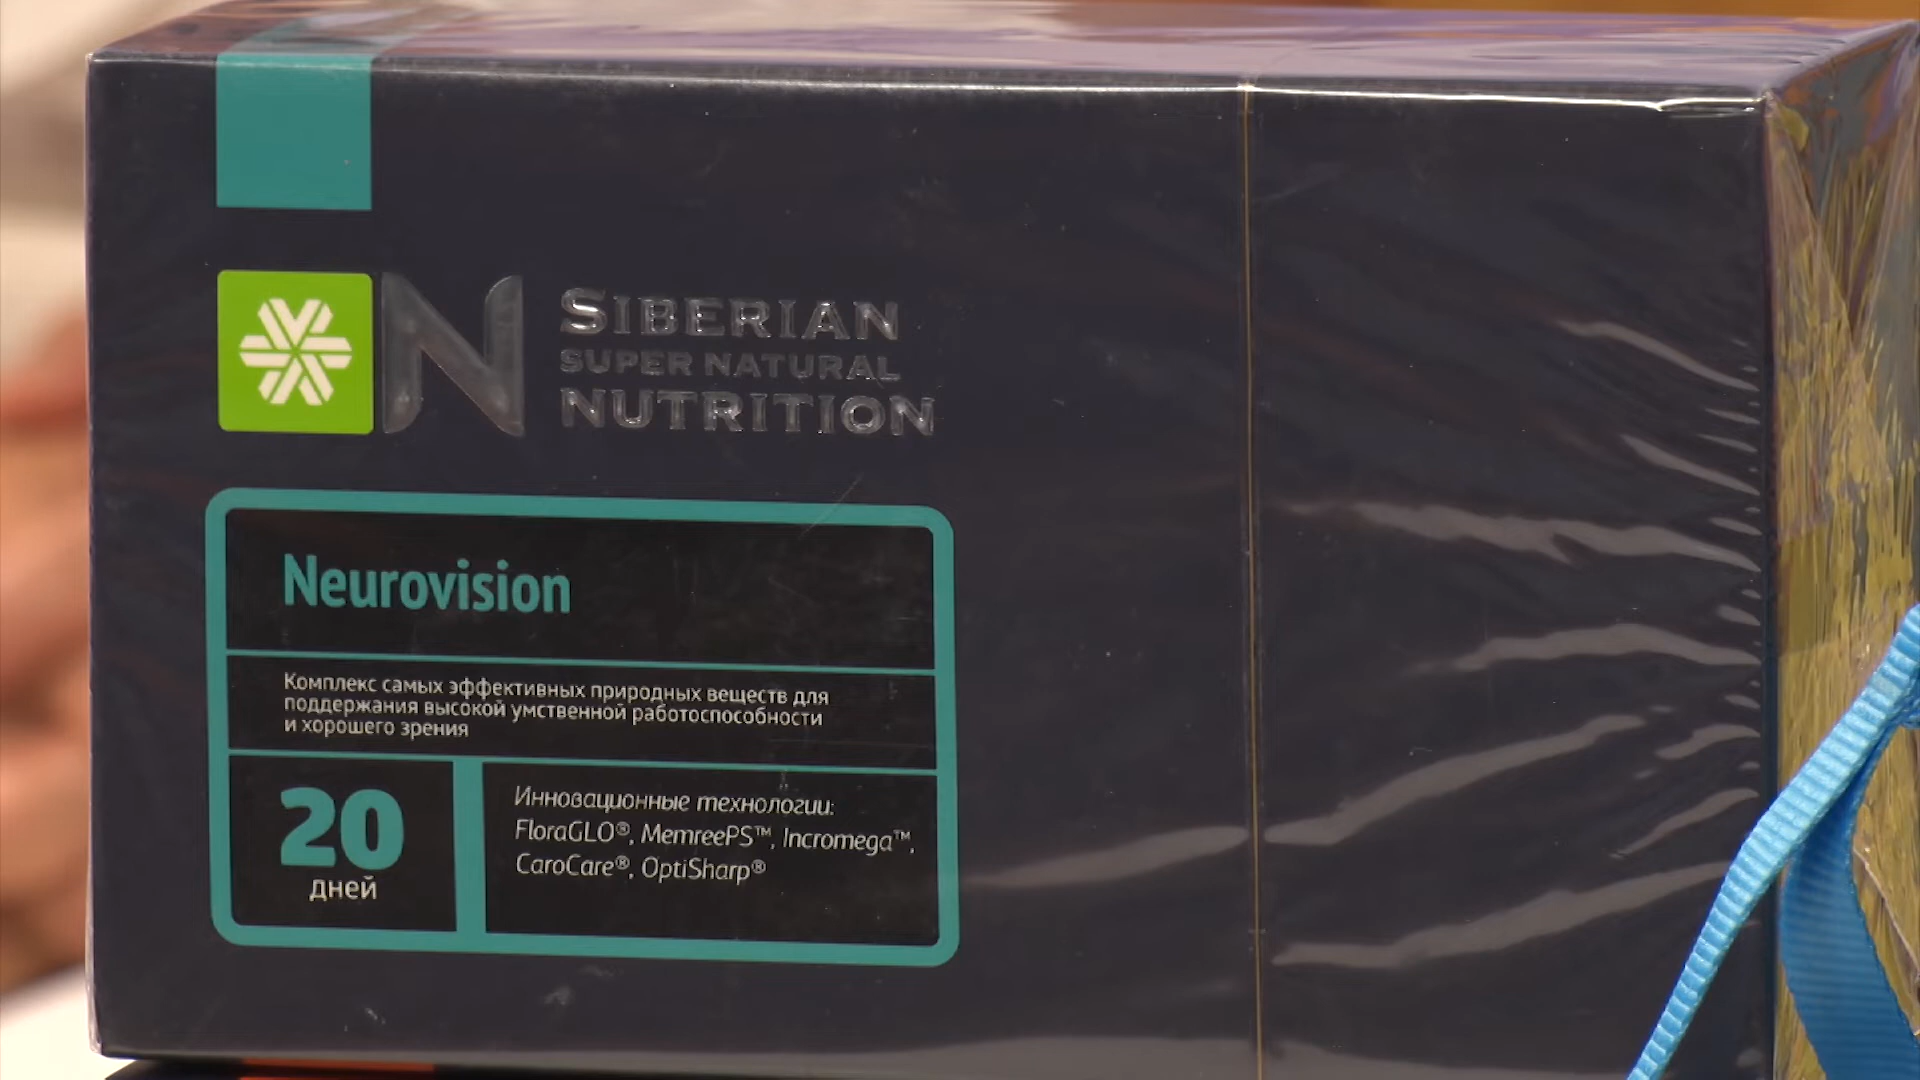 N
SIBERIAN
SUPER NATURAL
NUTRITION
Neurovision
Комплекс самых эффективных природных веществ для
поддержания высокой умственной работоспособности
и хорошего зрения
20
дней
Инновационные технологии:
FloraGLO®, MemreePS™, Incromega™,
CaroCare®, OptiSharp®